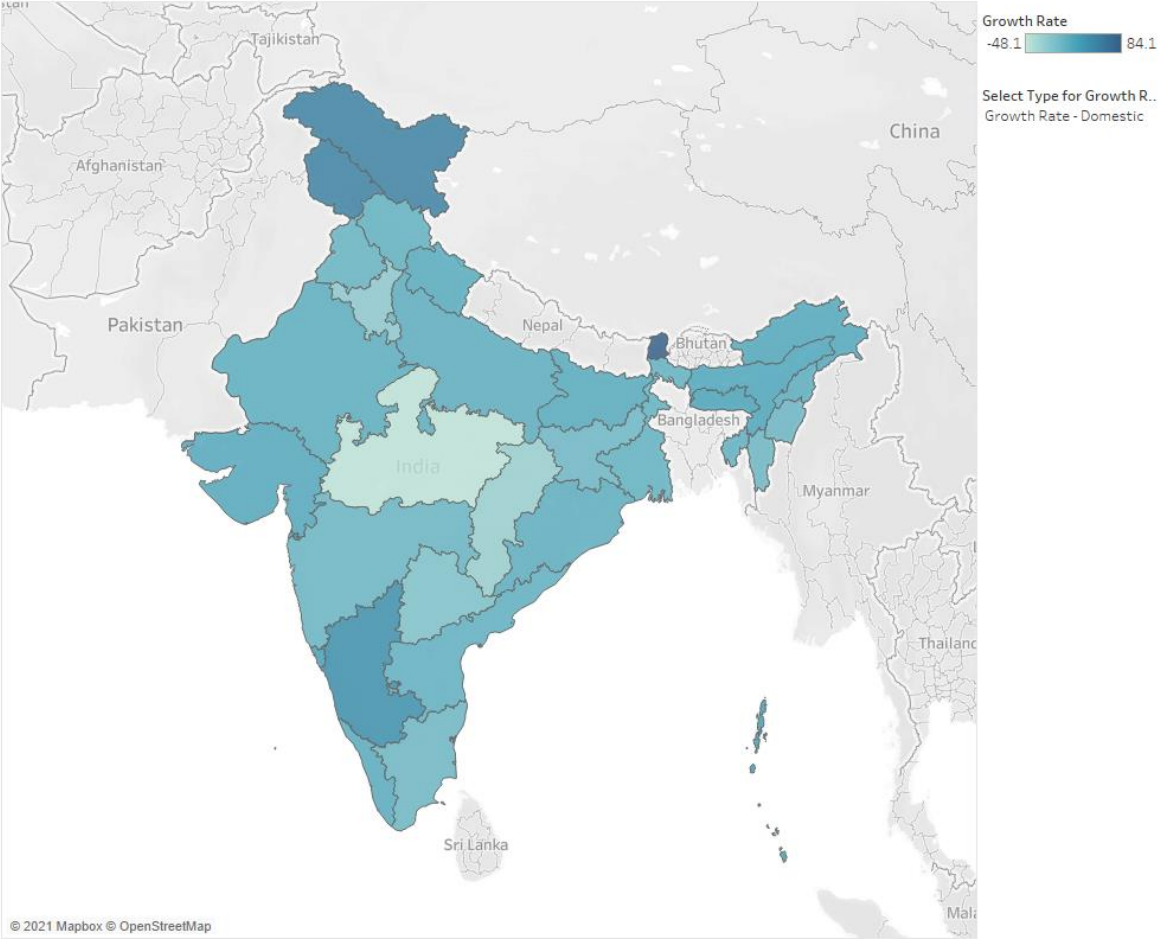 Growth Rate
-48.1 84.1
Select Type for Growth R..
Growth Rate - Domestic
Tajikistan
China
Afghanistan
Pakistan
Nepal
Bhutan
Bangladesh
India
Myanmar
Thailand
Sri Lanka
Mala
© 2021 Mapbox © OpenStreetMap